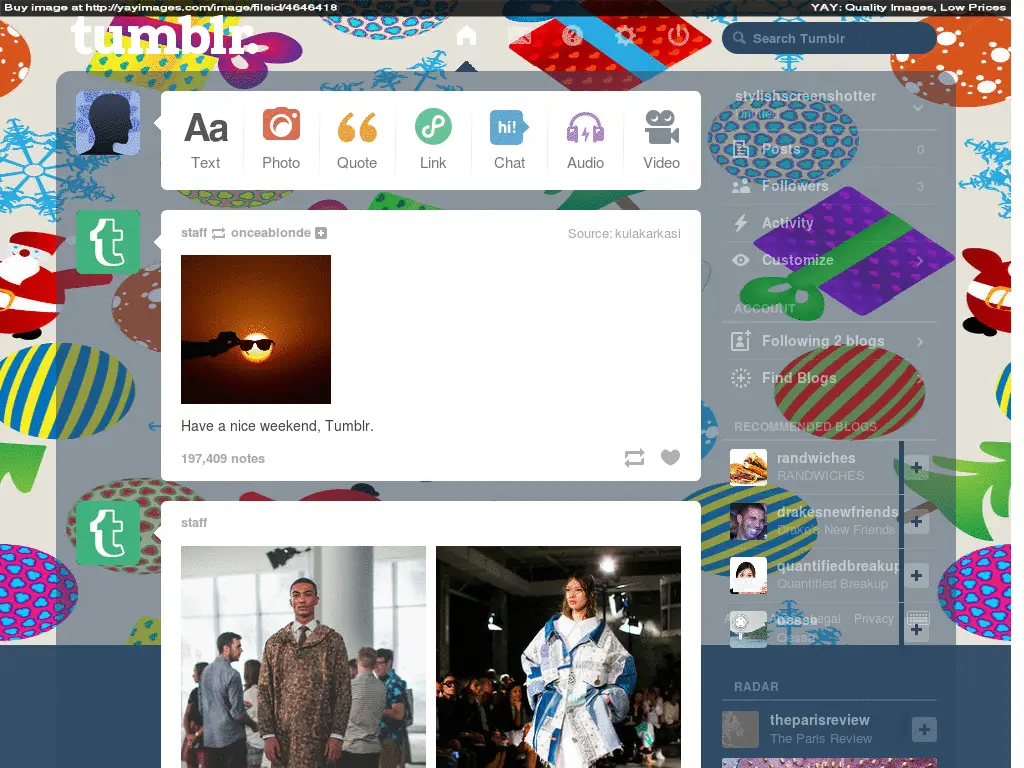 Buy image at http://yayimages.com/image/fileid/4646418
YAY: Quality Images, Low Prices
tumblr.
Search Tumblr
Aa
hi!
Text
Photo
Quote
Link
Chat
Audio
Video
stylishscreenshotter
Untitled
Posts 0
Followers 3
Activity
Customize
ACCOUNT
Following 2 blogs
Find Blogs
RECOMMENDED BLOGS
randwiches
RANDWICHES
drakesnewfriends
Drake's New Friends
quantifiedbreakup
Quantified Breakup
Legal
Privacy
RADAR
theparisreview
The Paris Review
t
staff onceablonde
Source: kulakarkasi
Have a nice weekend, Tumblr.
197,409 notes
t
staff